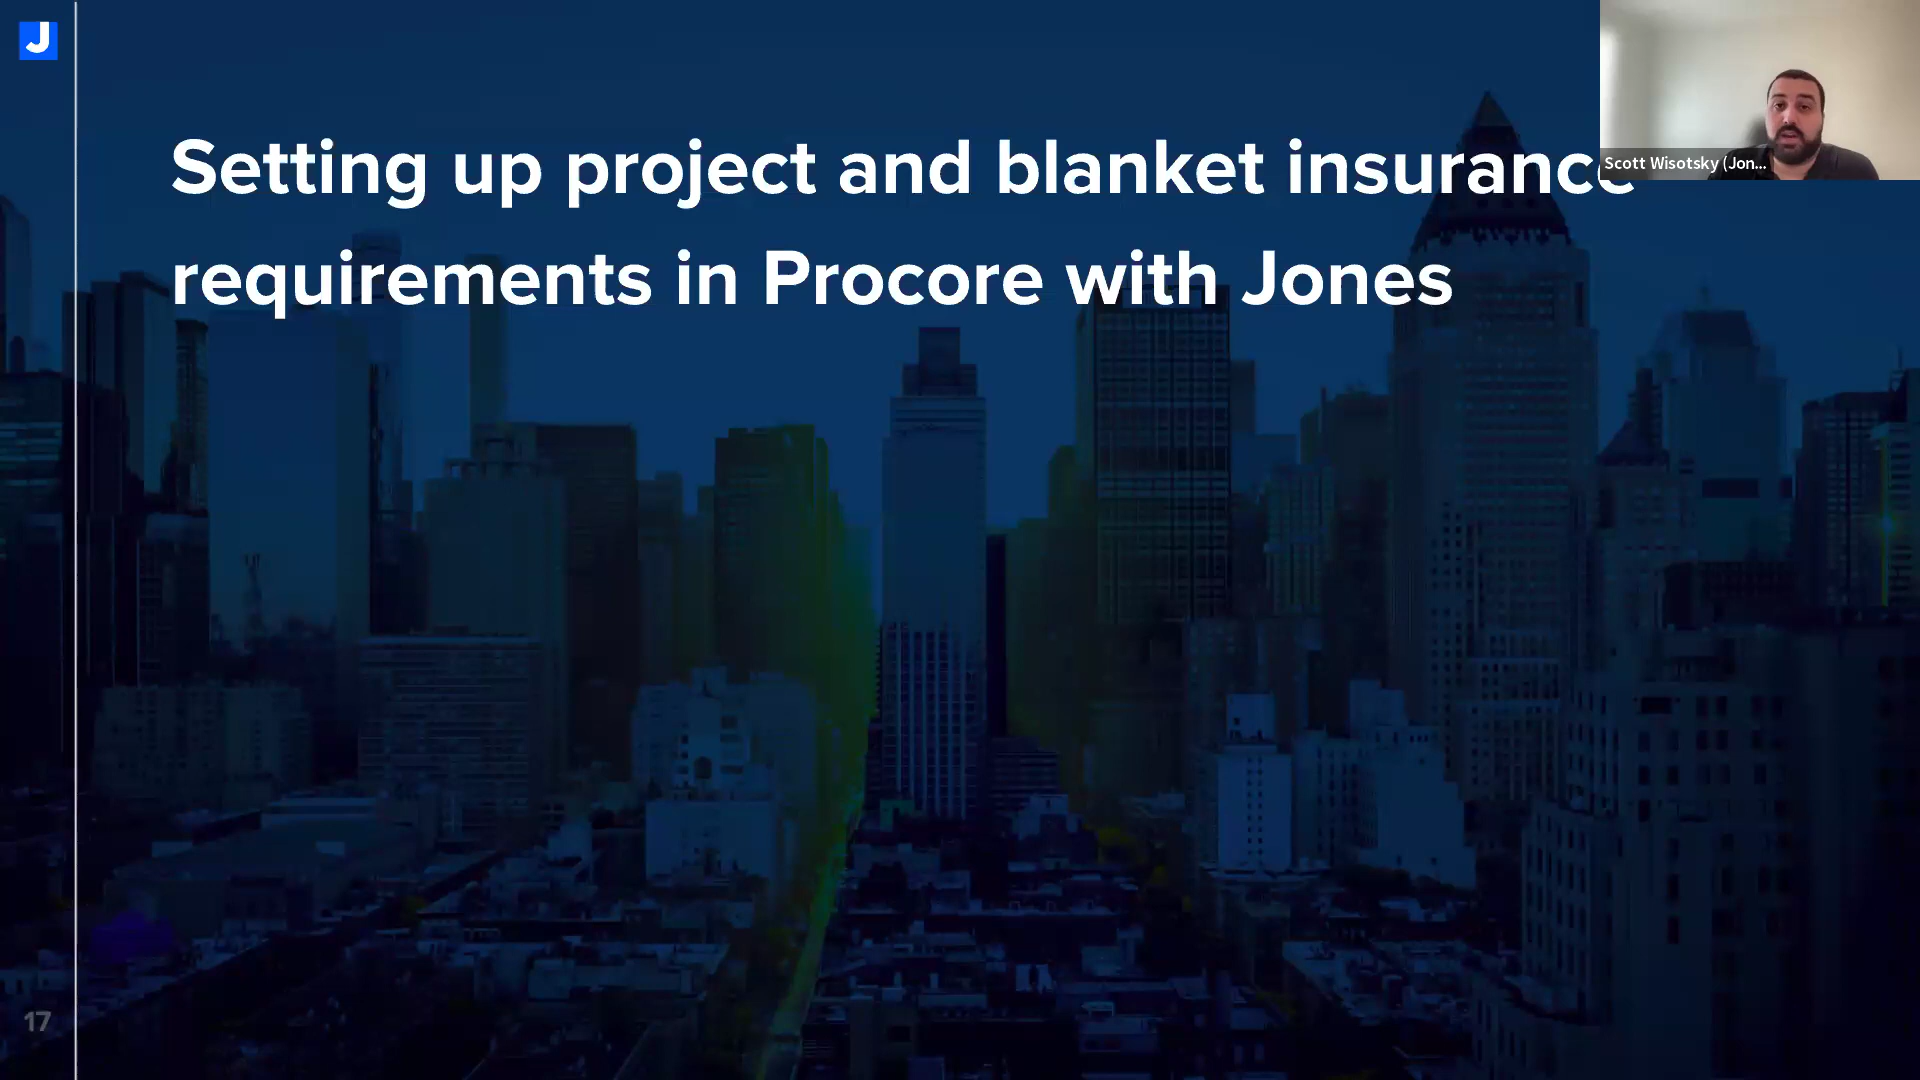 J
Scott Wisotsky (Jon...
Setting up project and blanket insurance
requirements in Procore with Jones
17